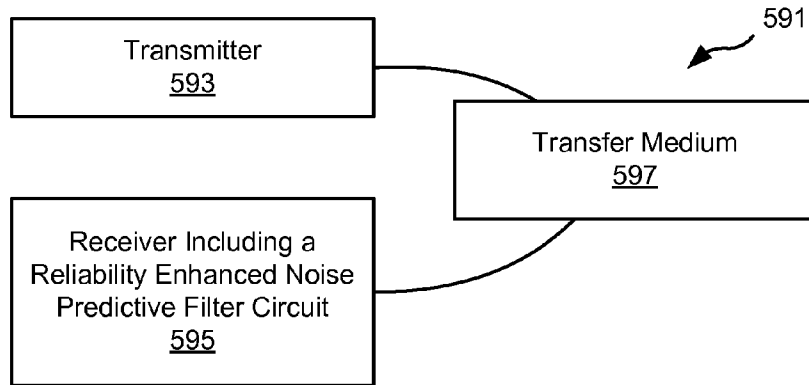 591
Transmitter
593
Transfer Medium
597
Receiver Including a
Reliability Enhanced Noise
Predictive Filter Circuit
595